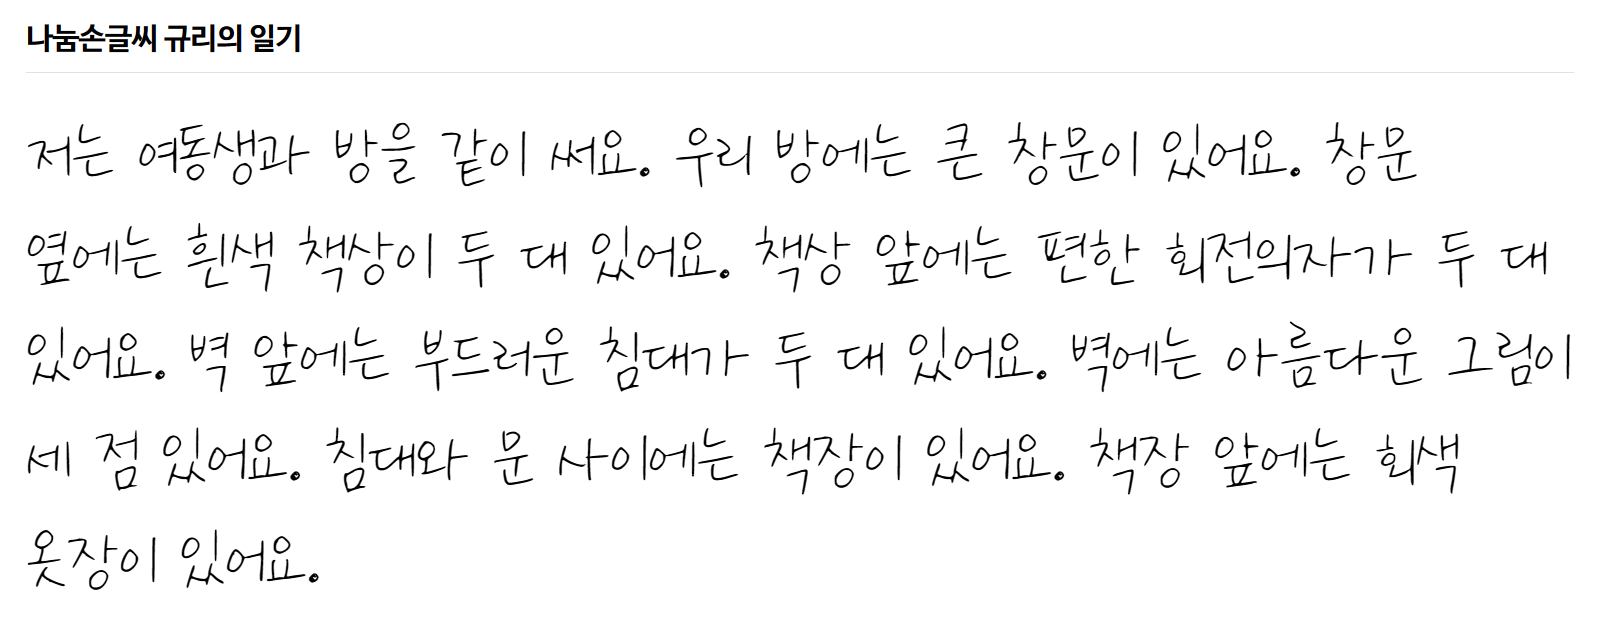 나눔손글씨 규리의 일기
저는 여동생과 방을 같이 써요. 우리 방에는 큰 창문이 있어요. 창문
옆에는 흰색 책상이 두 대 있어요. 책상 앞에는 편한 회전의자가 두 대
있어요. 벽 앞에는 부드러운 침대가 두 대 있어요. 벽에는 아름다운 그림이
세 점 있어요. 침대와 문 사이에는 책장이 있어요. 책장 앞에는 회색
옷장이 있어요.